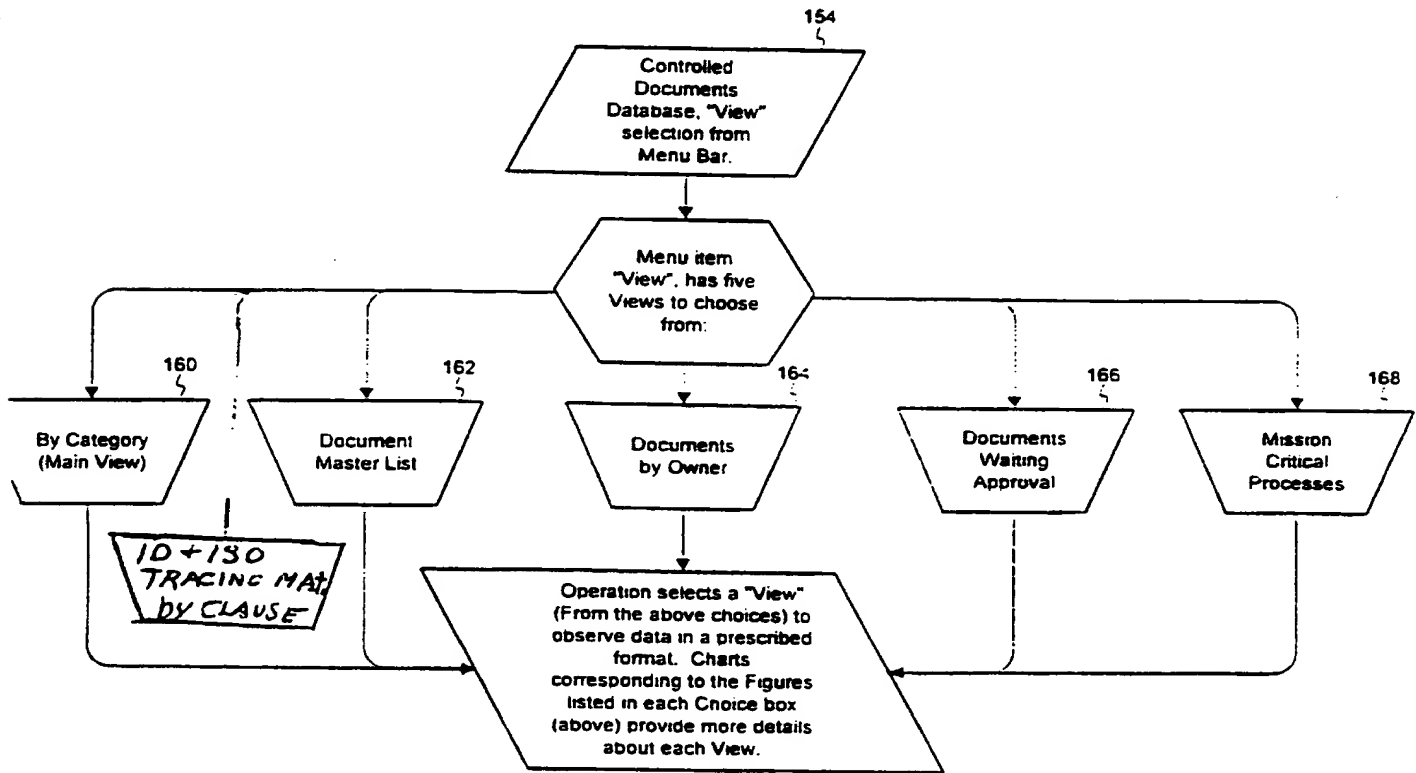 154
Controlled
Documents
Database, "View"
selection from
Menu Bar.
Menu item
"View", has five
Views to choose
from:
160
162
164
166
168
By Category
(Main View)
Document
Master List
Documents
by Owner
Documents
Waiting
Approval
Mission
Critical
Processes
ID + ISO
TRACING MAt.
by CLAUSE
Operation selects a "View"
(From the above choices) to
observe data in a prescribed
format. Charts
corresponding to the Figures
listed in each Choice box
(above) provide more details
about each View.